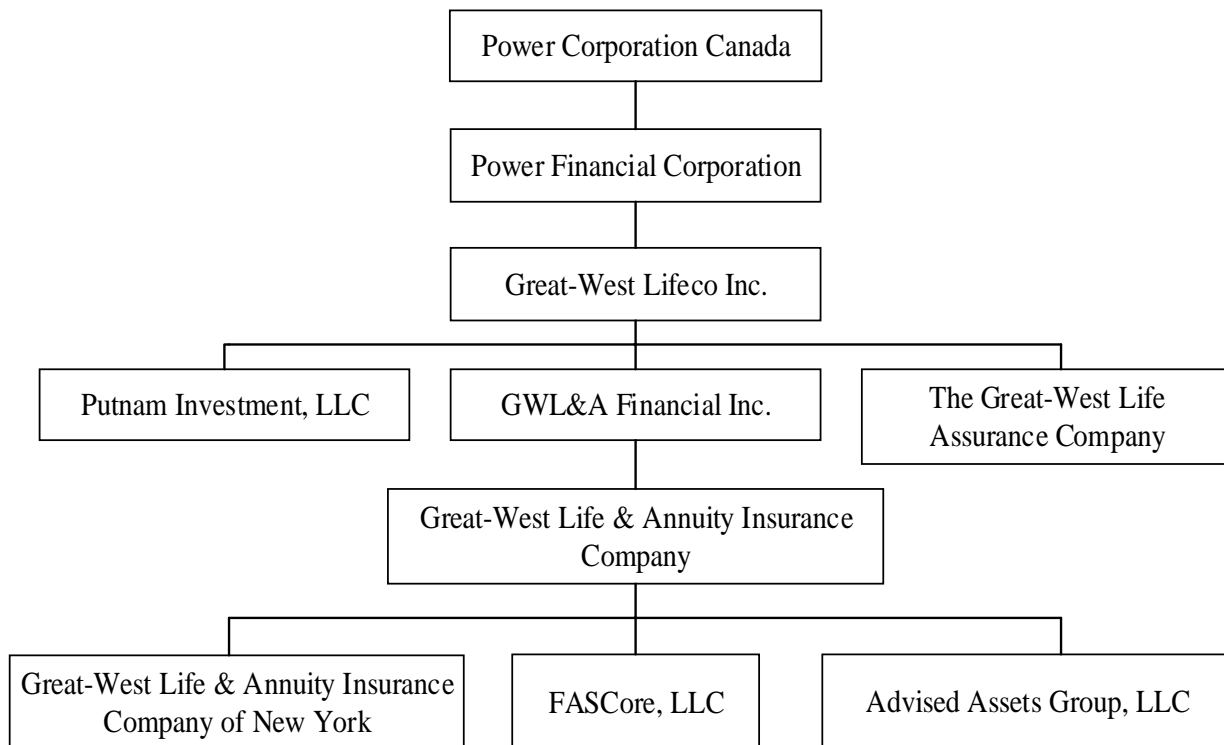 Power Corporation Canada
Power Financial Corporation
Great-West Lifeco Inc.
Putnam Investment, LLC
GWL&A Financial Inc.
The Great-West Life
Assurance Company
Great-West Life & Annuity Insurance
Company
Great-West Life & Annuity Insurance
Company of New York
FASCore, LLC
Advised Assets Group, LLC